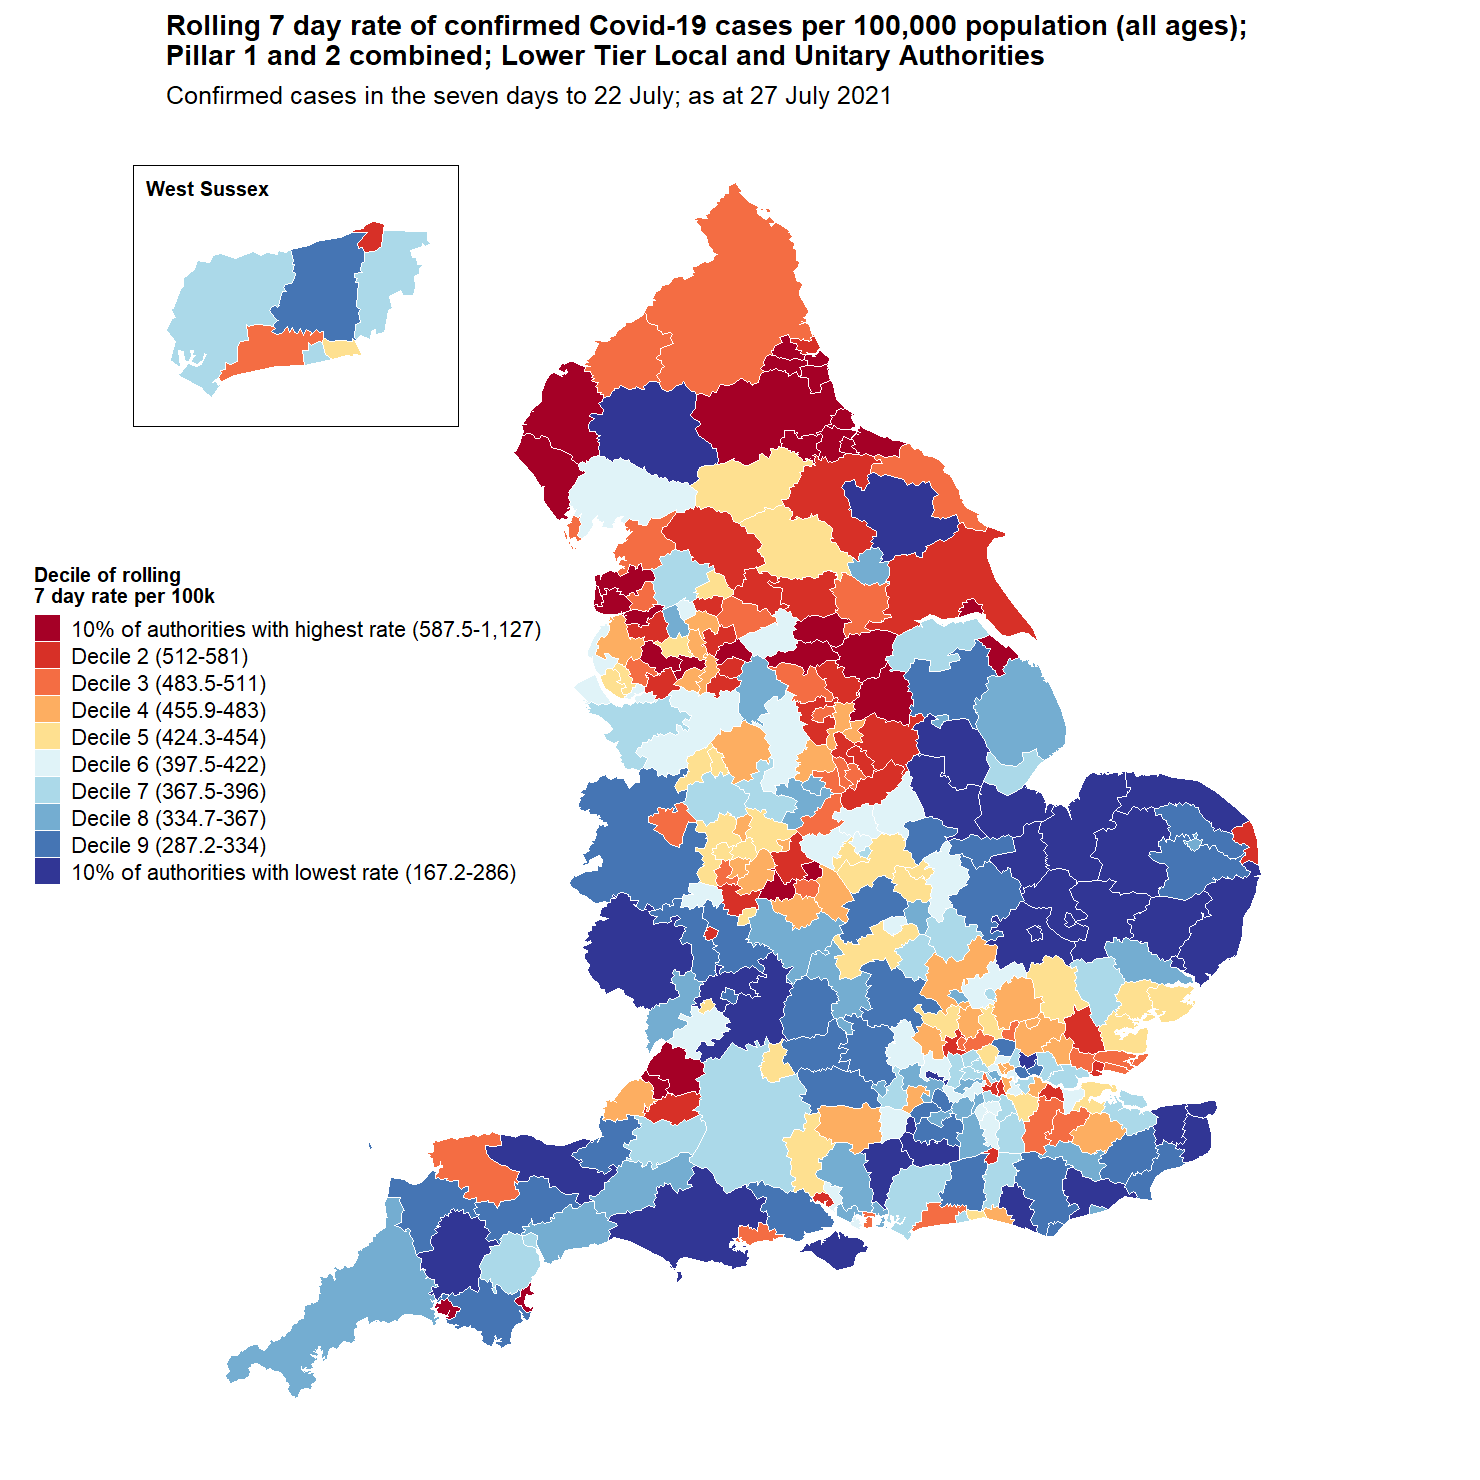 Rolling 7 day rate of confirmed Covid-19 cases per 100,000 population (all ages);
Pillar 1 and 2 combined; Lower Tier Local and Unitary Authorities
Confirmed cases in the seven days to 22 July; as at 27 July 2021
West Sussex
Decile of rolling
7 day rate per 100k
10% of authorities with highest rate (587.5-1,127)
Decile 2 (512-581)
Decile 3 (483.5-511)
Decile 4 (455.9-483)
Decile 5 (424.3-454)
Decile 6 (397.5-422)
Decile 7 (367.5-396)
Decile 8 (334.7-367)
Decile 9 (287.2-334)
10% of authorities with lowest rate (167.2-286)